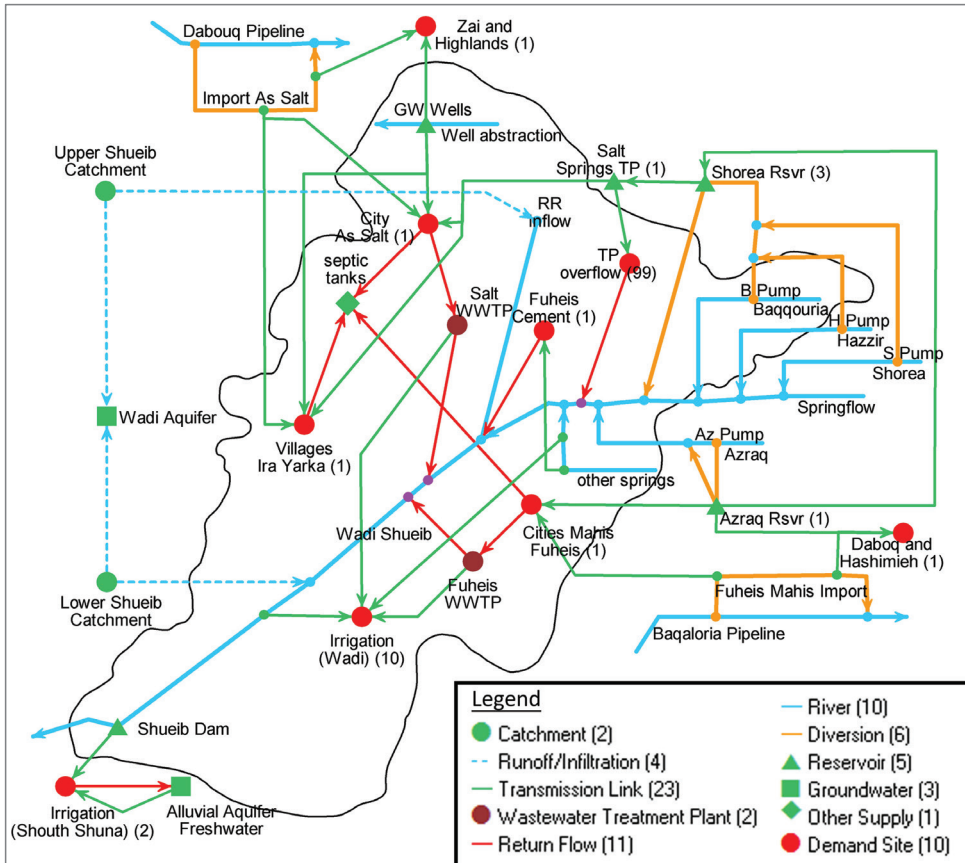 Dabouq Pipeline
Zai and
Highlands (1)
Import As Salt
GW Wells
Well abstraction
Upper Shueib
Catchment
Salt
Springs TP (1)
Shorea Rsvr (3)
RR
inflow
City
As Salt (1)
septic
tanks
TP
overflow (99)
Salt
WWTP
Fuheis
Cement (1)
B Pump
Baqqouria
H Pump
Hazzir
S Pump
Shorea
Springflow
Wadi Aquifer
Villages
Ira Yarka (1)
Az Pump
Azraq
other springs
Wadi Shueib
Cities Mahis
Fuheis (1)
Azraq Rsvr (1)
Daboq and
Hashimieh (1)
Lower Shueib
Catchment
Fuheis
WWTP
Fuheis Mahis Import
Irrigation
(Wadi) (10)
Baqaloria Pipeline
Shueib Dam
Irrigation
(Shouth Shuna) (2)
Alluvial Aquifer
Freshwater
Legend
Catchment (2)
Runoff/Infiltration (4)
Transmission Link (23)
Wastewater Treatment Plant (2)
Return Flow (11)
River (10)
Diversion (6)
Reservoir (5)
Groundwater (3)
Other Supply (1)
Demand Site (10)